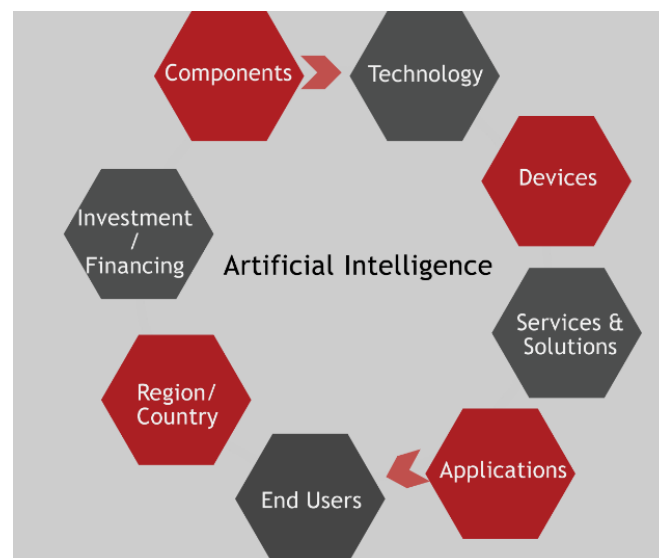 Components
Technology
Devices
Services &
Solutions
Applications
End Users
Region/
Country
Investment
/
Financing
Artificial Intelligence